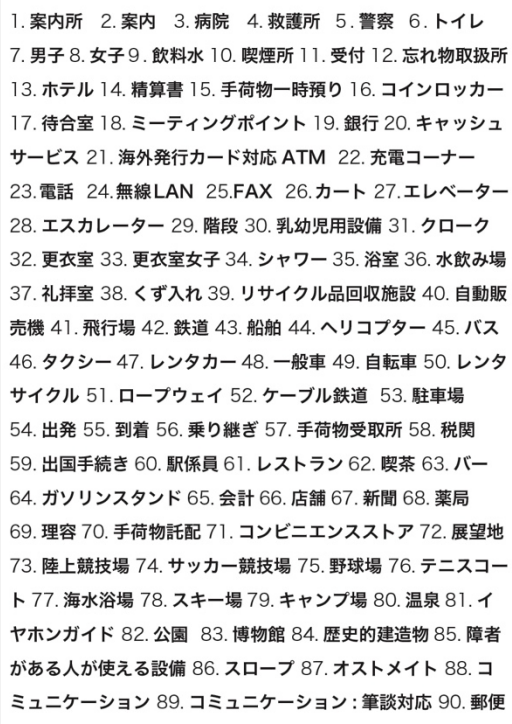 1. 案内所 2. 案内 3. 病院 4. 救護所 5 . 警察 6 . トイレ
7. 男子 8. 女子 9 . 飲料水 10. 喫煙所 11. 受付 12. 忘れ物取扱所
13. ホテル 14. 精算書 15. 手荷物一時預り 16. コインロッカー
17. 待合室 18. ミーティングポイント 19. 銀行 20. キャッシュ
サービス 21. 海外発行カード対応 ATM 22. 充電コーナー
23.電話 24.無線LAN 25.FAX 26.カート 27.エレベーター
28. エスカレーター 29. 階段 30. 乳幼児用設備 31. クローク
32. 更衣室 33. 更衣室女子 34. シャワー 35. 浴室 36. 水飲み場
37. 礼拝室 38. くず入れ 39. リサイクル品回収施設 40. 自動販
売機 41. 飛行場 42. 鉄道 43. 船舶 44. ヘリコプター 45. バス
46. タクシー 47. レンタカー 48. 一般車 49. 自転車 50. レンタ
サイクル 51. ロープウェイ 52. ケーブル鉄道 53. 駐車場
54. 出発 55. 到着 56. 乗り継ぎ 57. 手荷物受取所 58. 税関
59. 出国手続き 60. 駅係員 61. レストラン 62. 喫茶 63. バー
64. ガソリンスタンド 65. 会計 66. 店舗 67. 新聞 68. 薬局
69. 理容 70. 手荷物託配 71. コンビニエンスストア 72. 展望地
73. 陸上競技場 74. サッカー競技場 75. 野球場 76. テニスコー
ト 77. 海水浴場 78. スキー場 79. キャンプ場 80. 温泉 81. イ
ヤホンガイド 82. 公園 83. 博物館 84. 歴史的建造物 85. 障者
がある人が使える設備 86. スロープ 87. オストメイト 88. コ
ミュニケーション 89. コミュニケーション : 筆談対応 90. 郵便